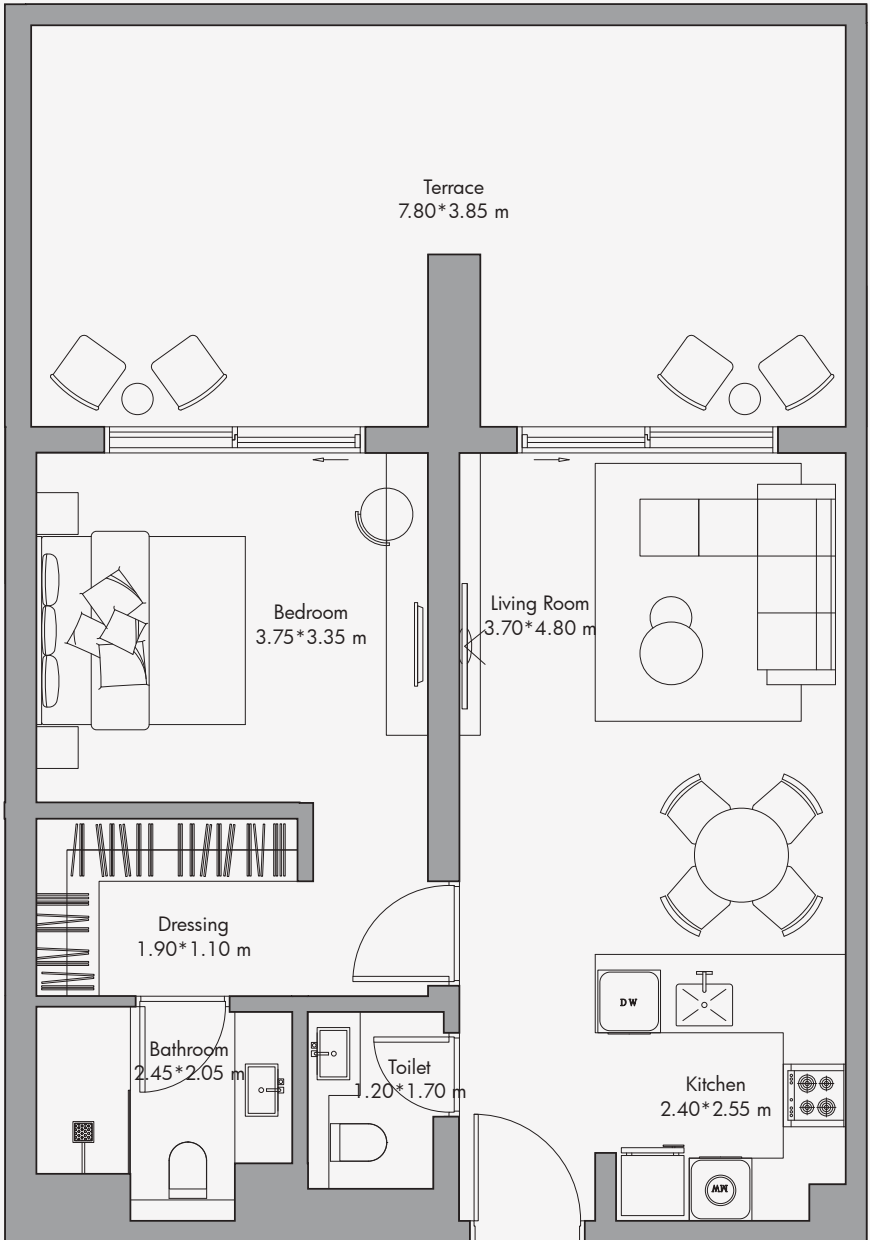 Terrace
7.80*3.85 m
Bedroom
3.75*3.35 m
Living Room
3.70*4.80 m
Dressing
1.90*1.10 m
DW
Bathroom
2.45*2.05 m
Toilet
1.20*1.70 m
Kitchen
2.40*2.55 m
MW